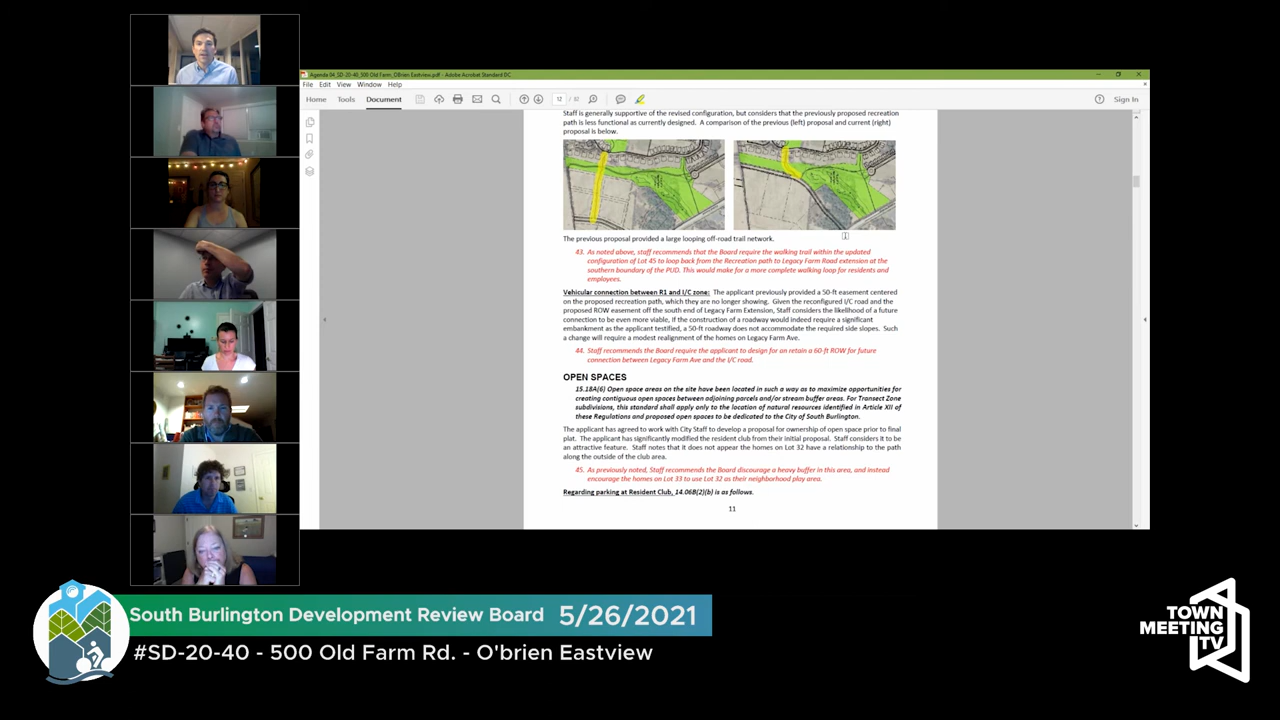 Agenda 04_SD-20-40_500 Old Farm_OBrien Eastview.pdf - Adobe Acrobat Standard DC
File Edit View Window Help
Home Tools Document
12 / 32
Sign In
Staff is generally supportive of the revised configuration, but considers that the previously proposed recreation
path is less functional as currently designed. A comparison of the previous (left) proposal and current (right)
proposal is below.
The previous proposal provided a large looping off-road trail network.
43. As noted above, staff recommends that the Board require the walking trail within the updated
configuration of Lot 45 to loop back from the Recreation path to Legacy Farm Road extension at the
southern boundary of the PUD. This would make for a more complete walking loop for residents and
employees.
Vehicular connection between R1 and I/C zone: The applicant previously provided a 50-ft easement centered
on the proposed recreation path, which they are no longer showing. Given the reconfigured I/C road and the
proposed ROW easement off the south end of Legacy Farm Extension, Staff considers the likelihood of a future
connection to be even more viable, If the construction of a roadway would indeed require a significant
embankment as the applicant testified, a 50-ft roadway does not accommodate the required side slopes. Such
a change will require a modest realignment of the homes on Legacy Farm Ave.
44. Staff recommends the Board require the applicant to design for an retain a 60-ft ROW for future
connection between Legacy Farm Ave and the I/C road.
OPEN SPACES
15.18A(6) Open space areas on the site have been located in such a way as to maximize opportunities for
creating contiguous open spaces between adjoining parcels and/or stream buffer areas. For Transect Zone
subdivisions, this standard shall apply only to the location of natural resources identified in Article XII of
these Regulations and proposed open spaces to be dedicated to the City of South Burlington.
The applicant has agreed to work with City Staff to develop a proposal for ownership of open space prior to final
plat. The applicant has significantly modified the resident club from their initial proposal. Staff considers it to be
an attractive feature. Staff notes that it does not appear the homes on Lot 32 have a relationship to the path
along the outside of the club area.
45. As previously noted, Staff recommends the Board discourage a heavy buffer in this area, and instead
encourage the homes on Lot 33 to use Lot 32 as their neighborhood play area.
Regarding parking at Resident Club, 14.06B(2)(b) is as follows.
11
South Burlington Development Review Board 5/26/2021
#SD-20-40 - 500 Old Farm Rd. - O'brien Eastview
TOWN
MEETING
TV